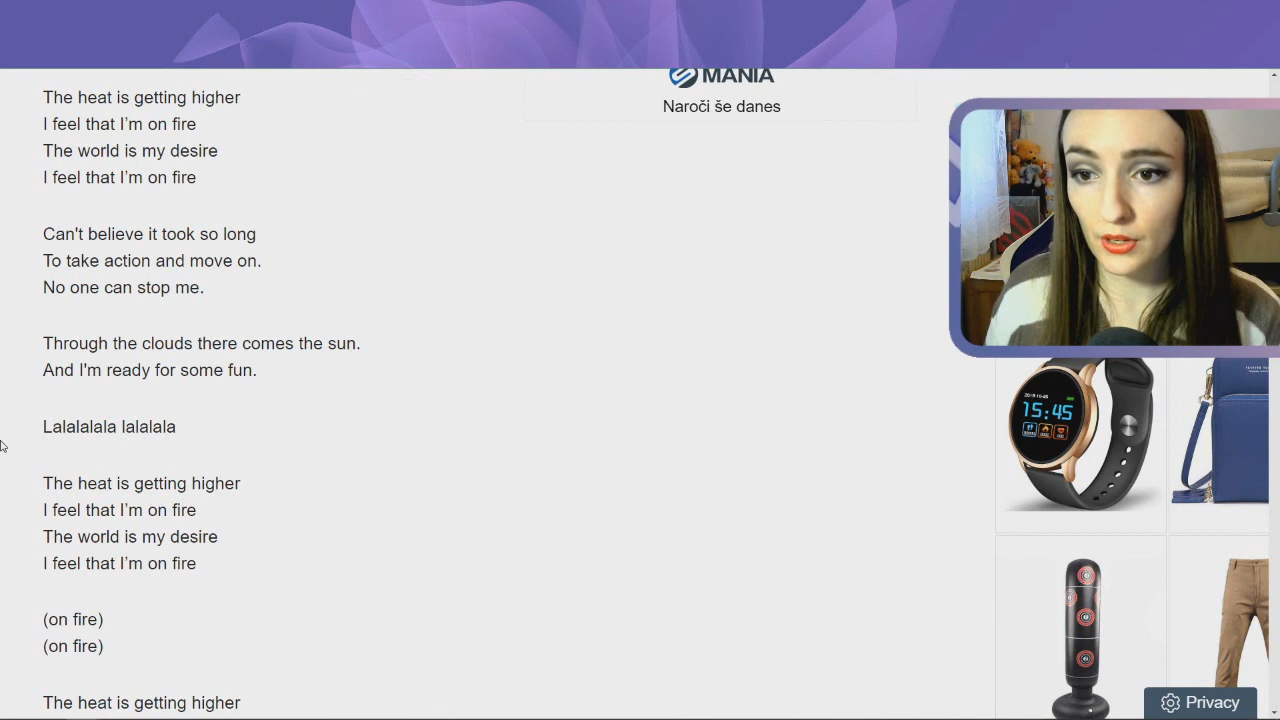 MANIA
Naroči še danes
The heat is getting higher
I feel that I'm on fire
The world is my desire
I feel that I'm on fire
Can't believe it took so long
To take action and move on.
No one can stop me.
Through the clouds there comes the sun.
And I'm ready for some fun.
Lalalalala lalalala
The heat is getting higher
I feel that I'm on fire
The world is my desire
I feel that I'm on fire
(on fire)
(on fire)
The heat is getting higher
15:45
Privacy